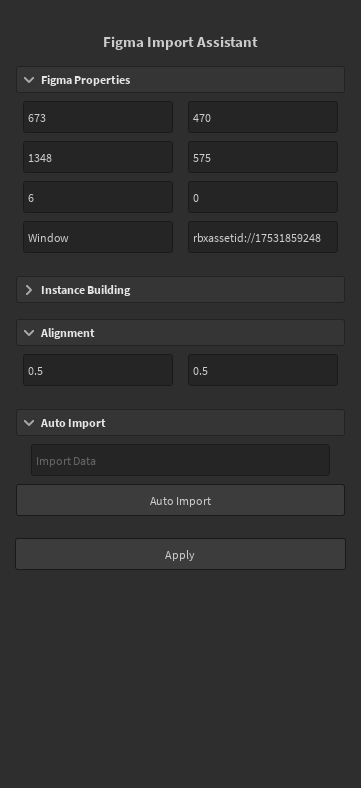 Figma Import Assistant
Figma Properties
673 470
1348 575
6 0
Window rbxassetid://17531859248
Instance Building
Alignment
0.5 0.5
Auto Import
Import Data
Auto Import
Apply